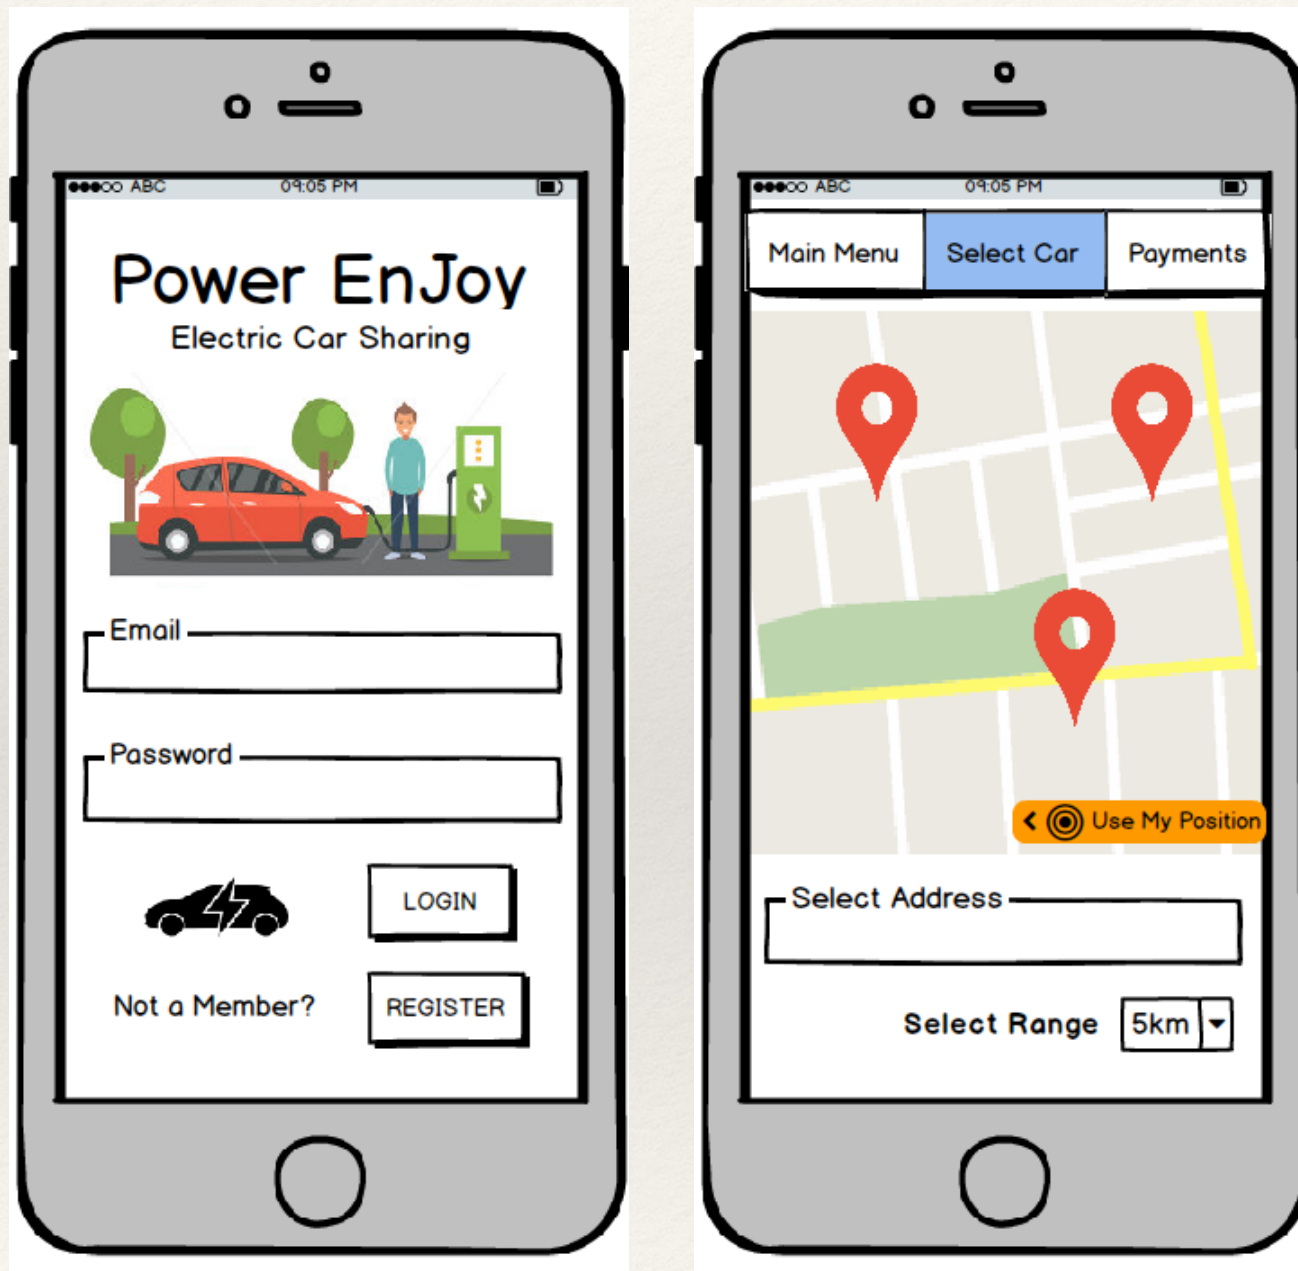 ABC 09:05 PM
Power EnJoy
Electric Car Sharing
Email
Password
LOGIN
Not a Member? REGISTER
ABC 09:05 PM
Main Menu Select Car Payments
Use My Position
Select Address
Select Range 5km